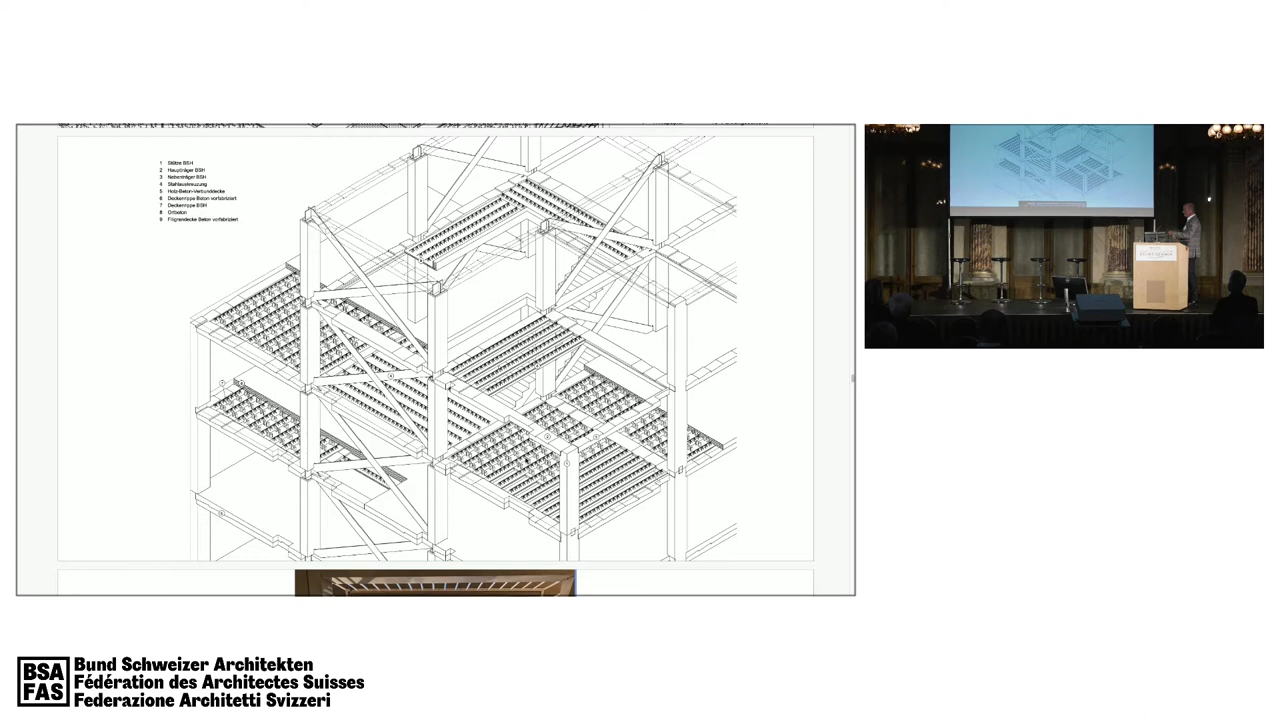 1 Stütze BSH
2 Hauptträger BSH
3 Nebenträger BSH
4 Stahlauskreuzung
5 Holz-Beton-Verbunddecke
6 Deckenrippe Beton vorfabriziert
7 Deckenrippe BSH
8 Ortbeton
9 Filigrandecke Beton vorfabriziert
BSA
FAS
Bund Schweizer Architekten
Fédération des Architectes Suisses
Federazione Architetti Svizzeri